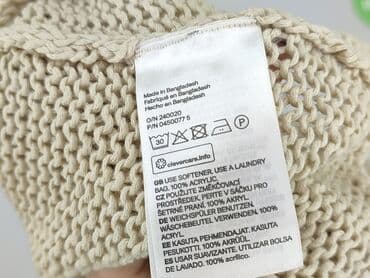 Made in Bangladesh
Fabriqué en Bangladesh
Hecho en Bangladesh
O/N 240020
P/N 0450077 5
30 P
clevercare.info
GB USE SOFTENER. USE A LAUNDRY
BAG. 100% ACRYLIC.
CZ POUŽIJTE ZMĚKČOVACÍ
PROSTŘEDEK. PERTE V SÁČKU PRO
ŠETRNÉ PRANÍ. 100% AKRYL.
DE WEICHSPÜLER BENUTZEN.
WÄSCHEBEUTEL VERWENDEN. 100%
ACRYL.
EE KASUTA PEHMENDAJAT. KASUTA
PESUKOTTI. 100% AKRÜÜL.
ES USAR SUAVIZANTE. UTILIZAR BOLSA
DE LAVADO. 100% acrílico.